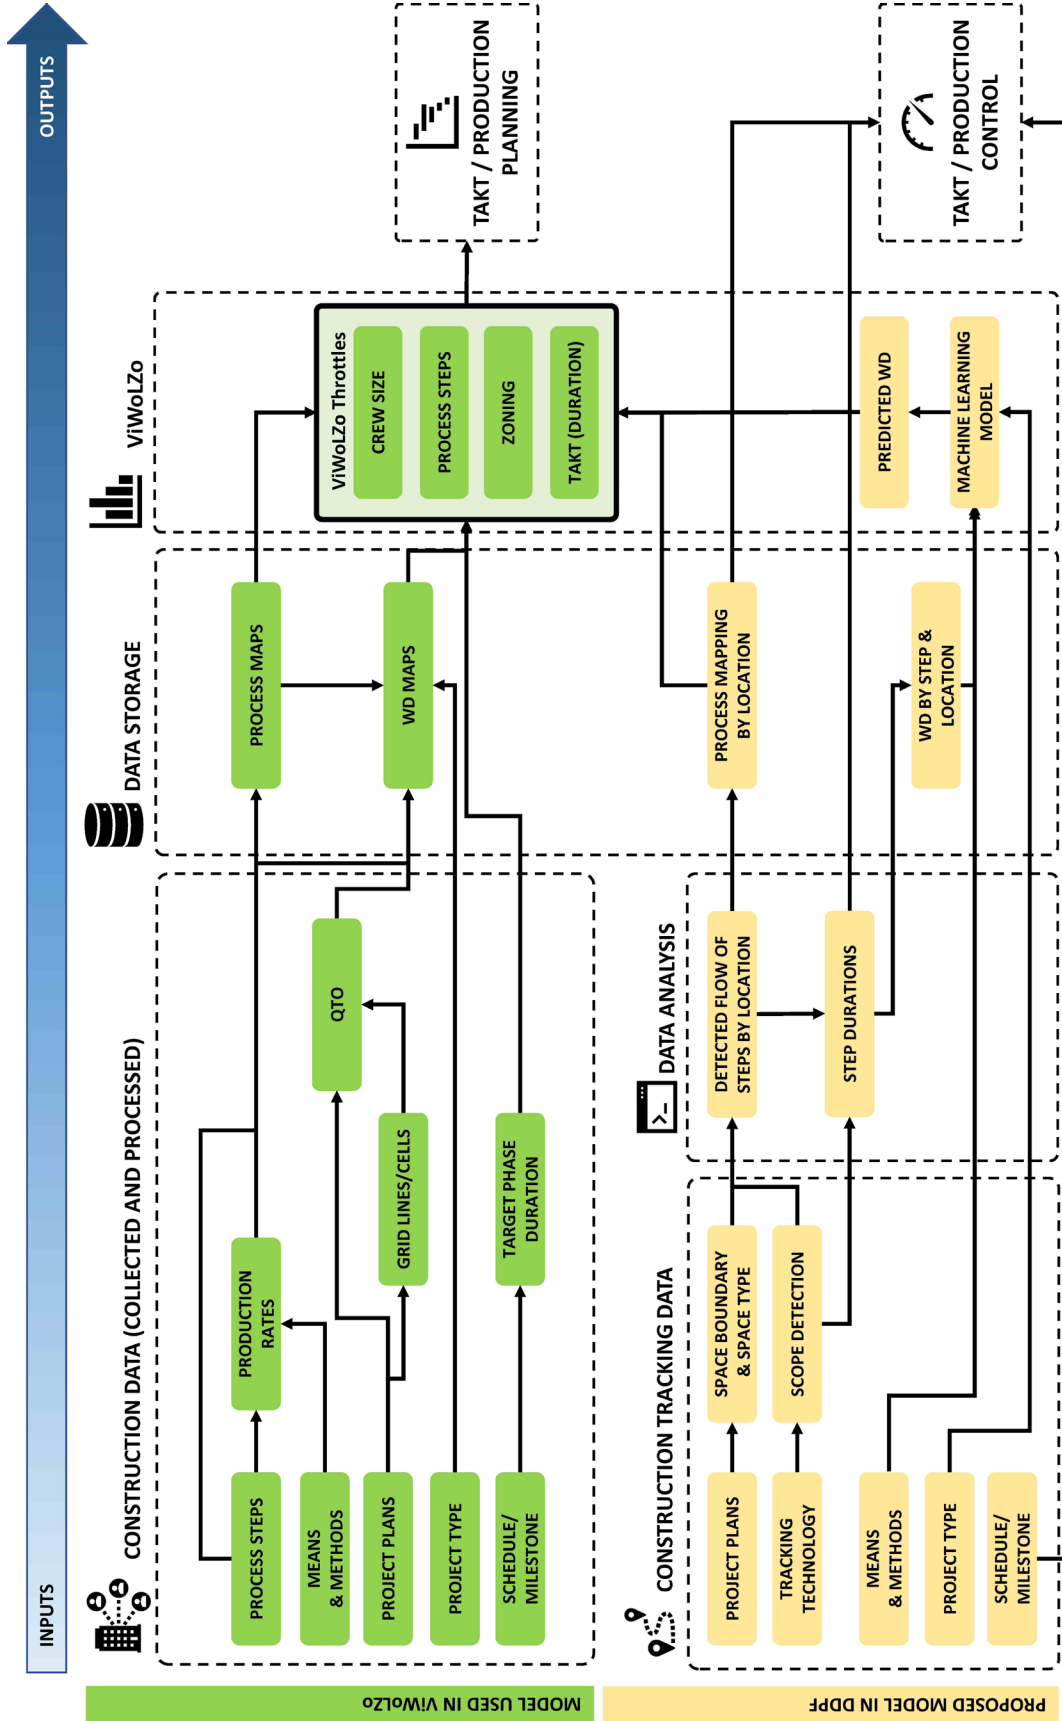 INPUTS
OUTPUTS
CONSTRUCTION DATA (COLLECTED AND PROCESSED)
DATA STORAGE
ViWoLZo
MODEL USED IN ViWoLZo
PROCESS STEPS
MEANS
& METHODS
PROJECT PLANS
PROJECT TYPE
SCHEDULE/
MILESTONE
PRODUCTION
RATES
GRID LINES/CELLS
TARGET PHASE
DURATION
QTO
PROCESS MAPS
WD MAPS
ViWoLZo Throttles
CREW SIZE
PROCESS STEPS
ZONING
TAKT (DURATION)
TAKT / PRODUCTION
PLANNING
PROPOSED MODEL IN DDPF
CONSTRUCTION TRACKING DATA
DATA ANALYSIS
>_
PROJECT PLANS
TRACKING
TECHNOLOGY
MEANS
& METHODS
PROJECT TYPE
SCHEDULE/
MILESTONE
SPACE BOUNDARY
& SPACE TYPE
SCOPE DETECTION
DETECTED FLOW OF
STEPS BY LOCATION
STEP DURATIONS
PROCESS MAPPING
BY LOCATION
WD BY STEP &
LOCATION
PREDICTED WD
MACHINE LEARNING
MODEL
TAKT / PRODUCTION
CONTROL